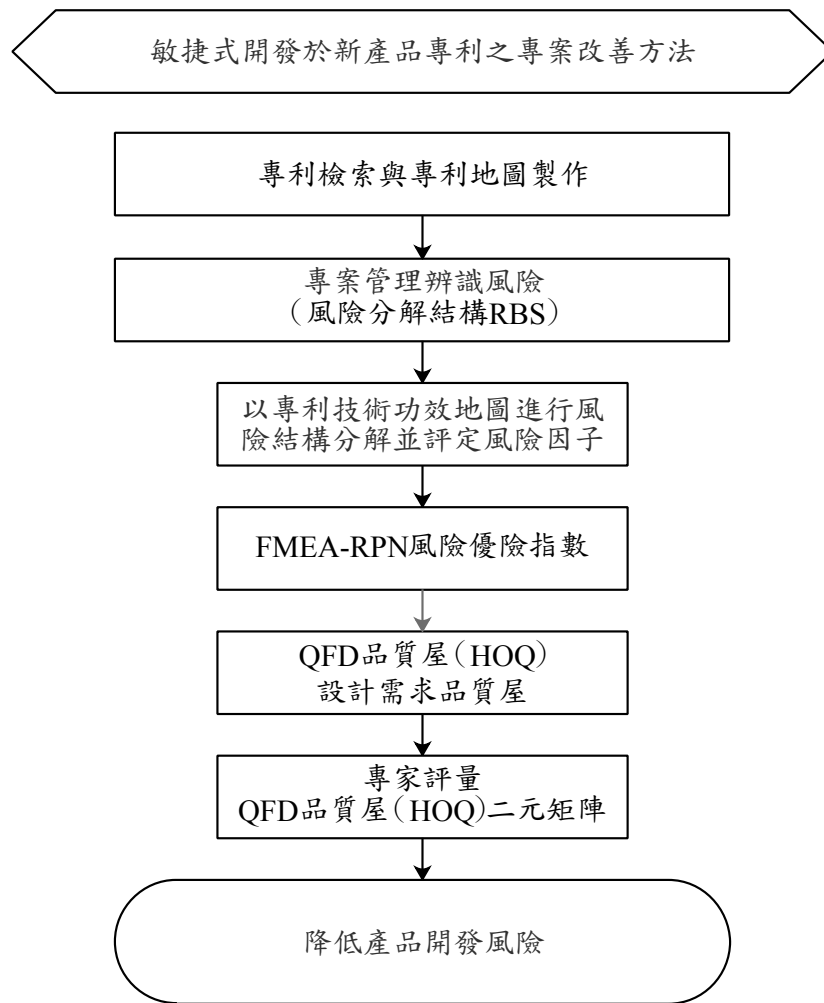 敏捷式開發於新產品專利之專案改善方法
專利檢索與專利地圖製作
專案管理辨識風險
（風險分解結構RBS）
以專利技術功效地圖進行風
險結構分解並評定風險因子
FMEA-RPN風險優險指數
QFD品質屋（HOQ）
設計需求品質屋
專家評量
QFD品質屋（HOQ)二元矩陣
降低產品開發風險